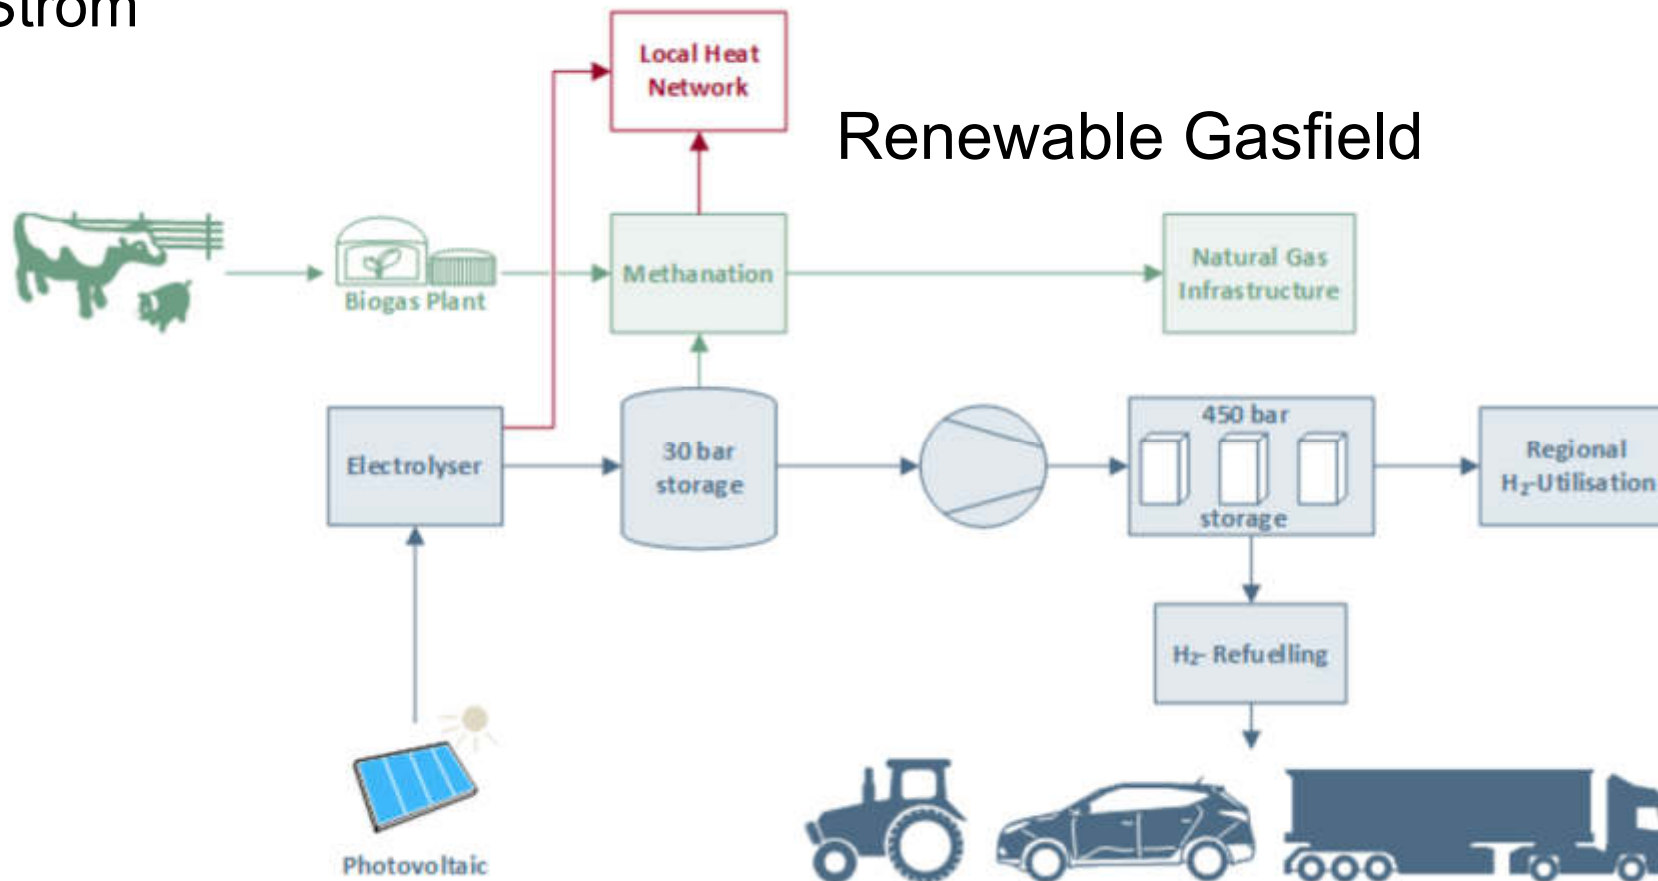 Strom
Local Heat
Network
Renewable Gasfield
Biogas Plant
Methanation
Natural Gas
Infrastructure
Electrolyser
30 bar
storage
450 bar
storage
Regional
H₂-Utilisation
H₂- Refuelling
Photovoltaic